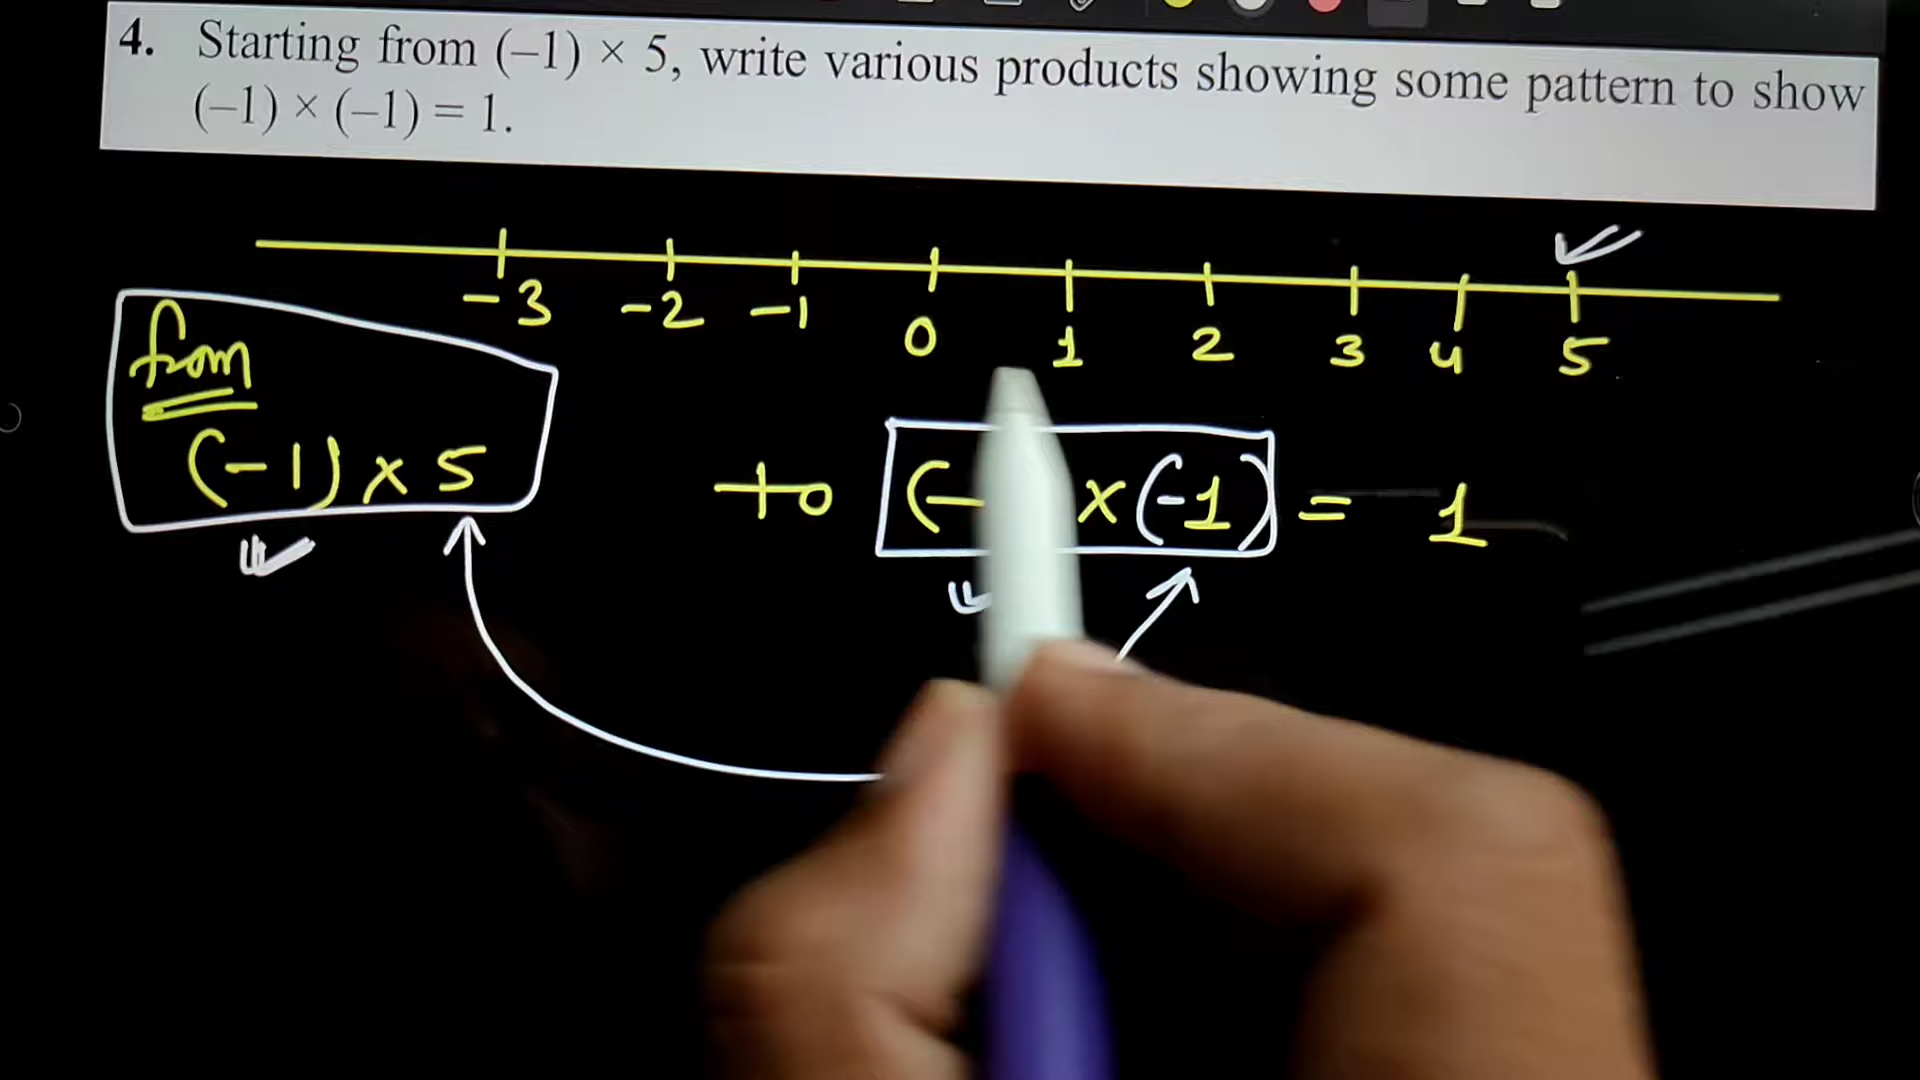 4. Starting from (–1) × 5, write various products showing some pattern to show
(–1) × (–1) = 1.
-3 -2 -1 0 1 2 3 4 5
from
(-1) × 5 to (- × (-1) = 1